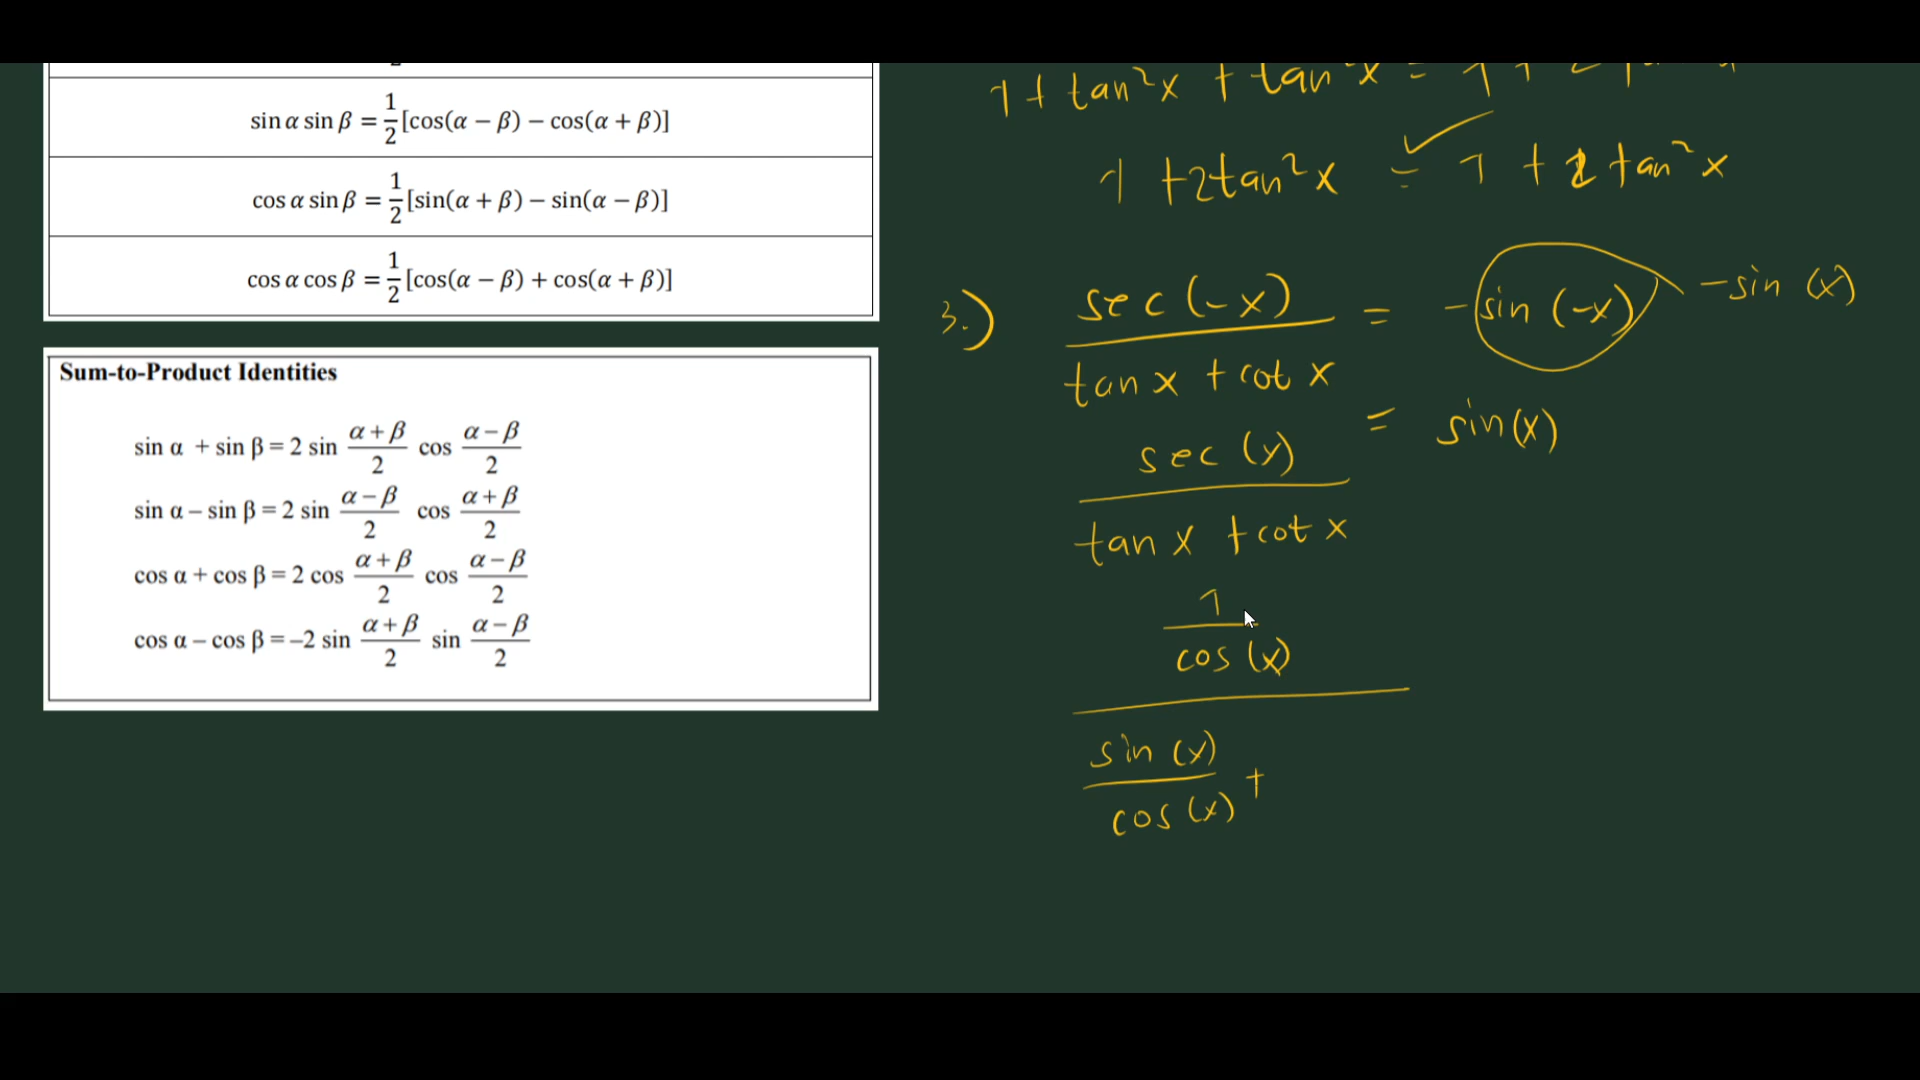 sin α sin β = 1/2 [cos(α − β) − cos(α + β)]
cos α sin β = 1/2 [sin(α + β) − sin(α − β)]
cos α cos β = 1/2 [cos(α − β) + cos(α + β)]
Sum-to-Product Identities
sin α + sin β = 2 sin (α + β)/2 cos (α − β)/2
sin α – sin β = 2 sin (α − β)/2 cos (α + β)/2
cos α + cos β = 2 cos (α + β)/2 cos (α − β)/2
cos α – cos β = –2 sin (α + β)/2 sin (α − β)/2
1 + tan²x + tan²x =
1 + 2tan²x = 1 + 2 tan²x
3.) sec (-x) / (tan x + cot x) = -sin (-x) -sin (x)
sec (x) / (tan x + cot x) = sin(x)
1 / cos (x)
sin (x) / cos (x) +